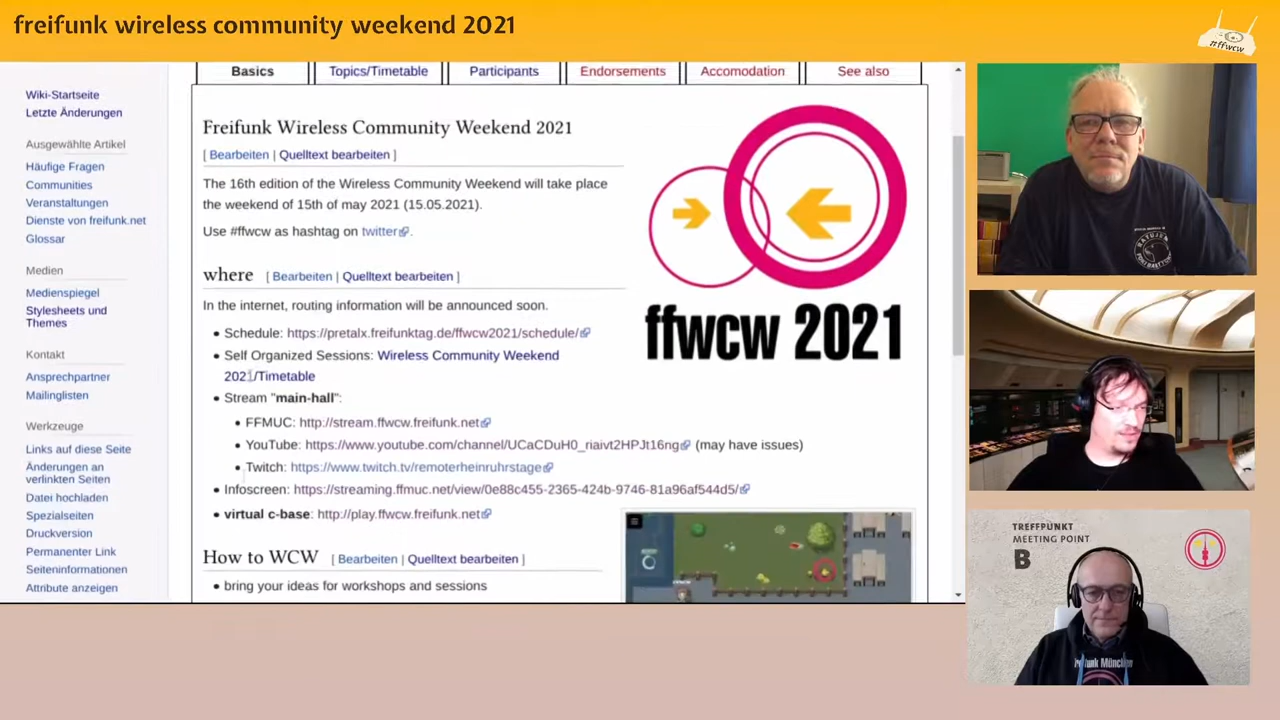 freifunk wireless community weekend 2021
#ffwcw
Basics
Topics/Timetable
Participants
Endorsements
Accomodation
See also
Wiki-Startseite
Letzte Änderungen
Ausgewählte Artikel
Häufige Fragen
Communities
Veranstaltungen
Dienste von freifunk.net
Glossar
Medien
Medienspiegel
Stylesheets und
Themes
Kontakt
Ansprechpartner
Mailinglisten
Werkzeuge
Links auf diese Seite
Änderungen an
verlinkten Seiten
Datei hochladen
Spezialseiten
Druckversion
Permanenter Link
Seiteninformationen
Attribute anzeigen
Freifunk Wireless Community Weekend 2021
[ Bearbeiten | Quelltext bearbeiten ]
The 16th edition of the Wireless Community Weekend will take place
the weekend of 15th of may 2021 (15.05.2021).
Use #ffwcw as hashtag on twitter.
where [ Bearbeiten | Quelltext bearbeiten ]
In the internet, routing information will be announced soon.
Schedule: https://pretalx.freifunktag.de/ffwcw2021/schedule/
Self Organized Sessions: Wireless Community Weekend
2021/Timetable
Stream "main-hall":
FFMUC: http://stream.ffwcw.freifunk.net
YouTube: https://www.youtube.com/channel/UCaCDuH0_riaivt2HPJt16ng (may have issues)
Twitch: https://www.twitch.tv/remoterheinruhrstage
Infoscreen: https://streaming.ffmuc.net/view/0e88c455-2365-424b-9746-81a96af544d5/
virtual c-base: http://play.ffwcw.freifunk.net
How to WCW [ Bearbeiten | Quelltext bearbeiten ]
bring your ideas for workshops and sessions
ffwcw 2021
TREFFPUNKT
MEETING POINT
B